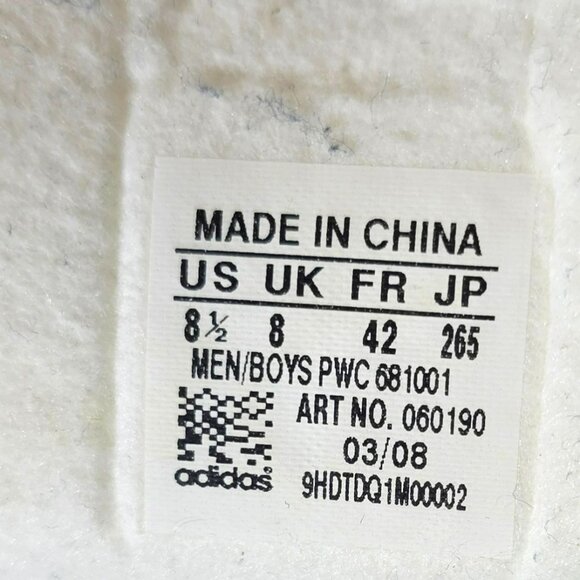 MADE IN CHINA
US UK FR JP
8½ 8 42 265
MEN/BOYS PWC 681001
ART NO. 060190
03/08
adidas
9HDTDQ1M00002